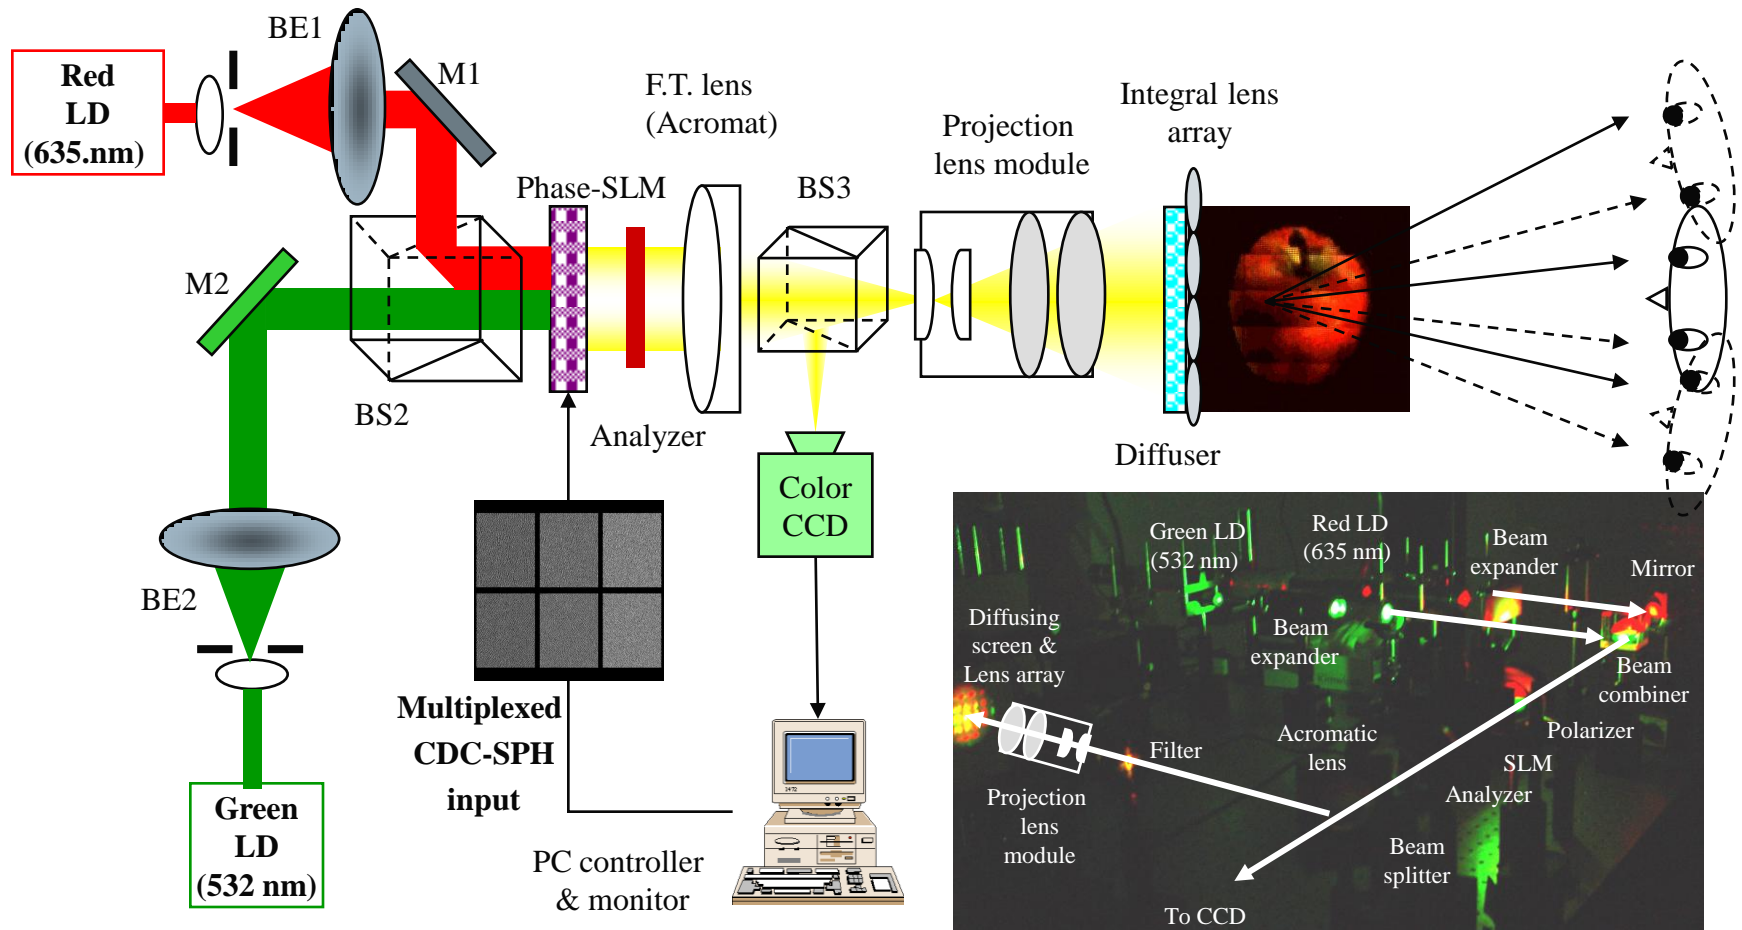 BE1
Red
LD
(635.nm)
M1
F.T. lens
(Acromat)
Integral lens
array
Projection
lens module
Phase-SLM
BS3
M2
BS2
Analyzer
Diffuser
Color
CCD
BE2
Multiplexed
CDC-SPH
input
Green
LD
(532 nm)
PC controller
& monitor
Green LD
(532 nm)
Red LD
(635 nm)
Beam
expander
Mirror
Diffusing
screen &
Lens array
Beam
expander
Beam
combiner
Polarizer
Filter
Acromatic
lens
SLM
Analyzer
Projection
lens
module
Beam
splitter
To CCD